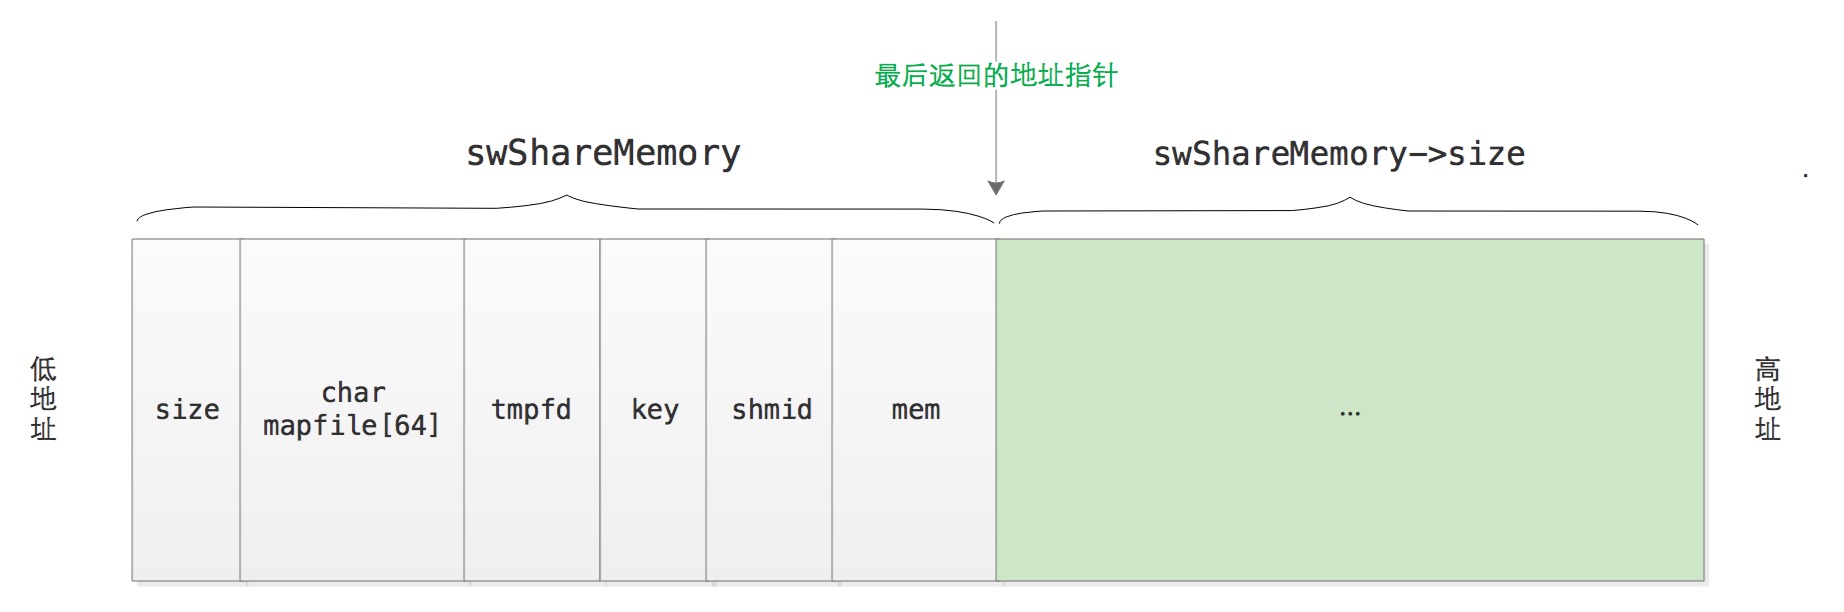 最后返回的地址指针
swShareMemory
swShareMemory->size
低地址
size
char
mapfile[64]
tmpfd
key
shmid
mem
...
高地址